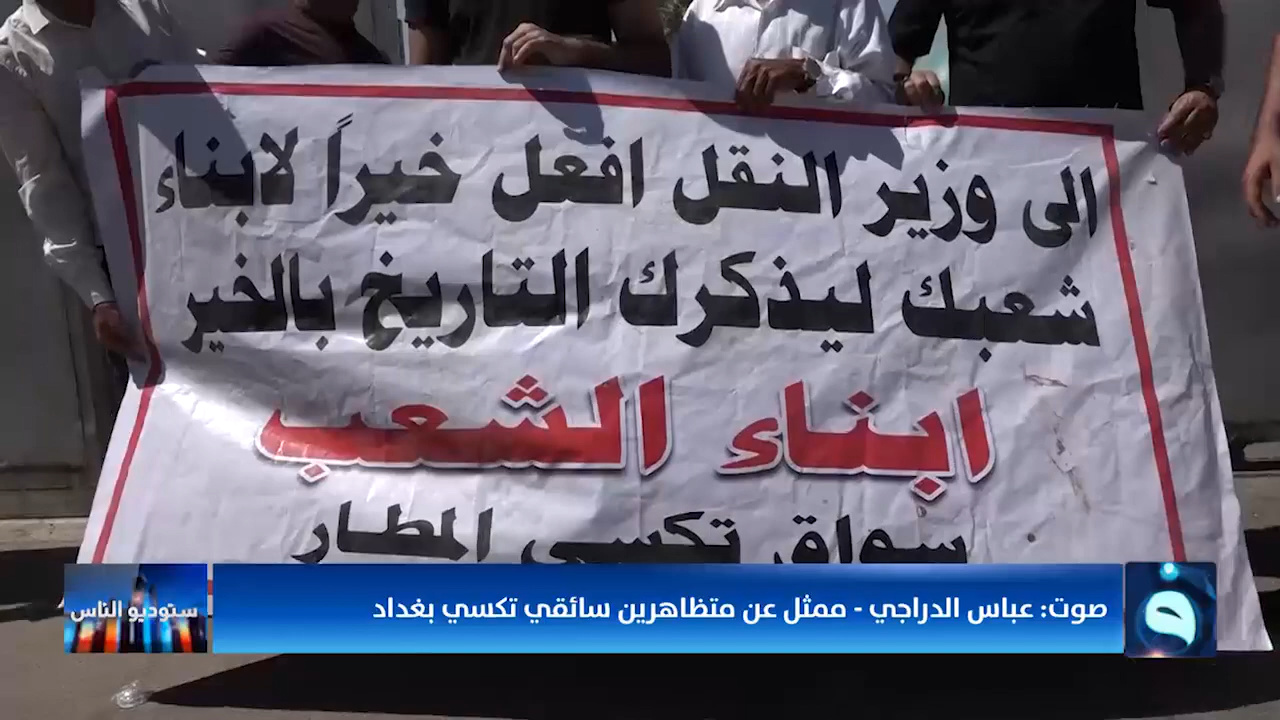 الى وزير النقل افعل خيراً لابناء
شعبك ليذكرك التاريخ بالخير
ابناء الشعب
سواق تكسي المطار
صوت: عباس الدراجي - ممثل عن متظاهرين سائقي تكسي بغداد
ستوديو الناس